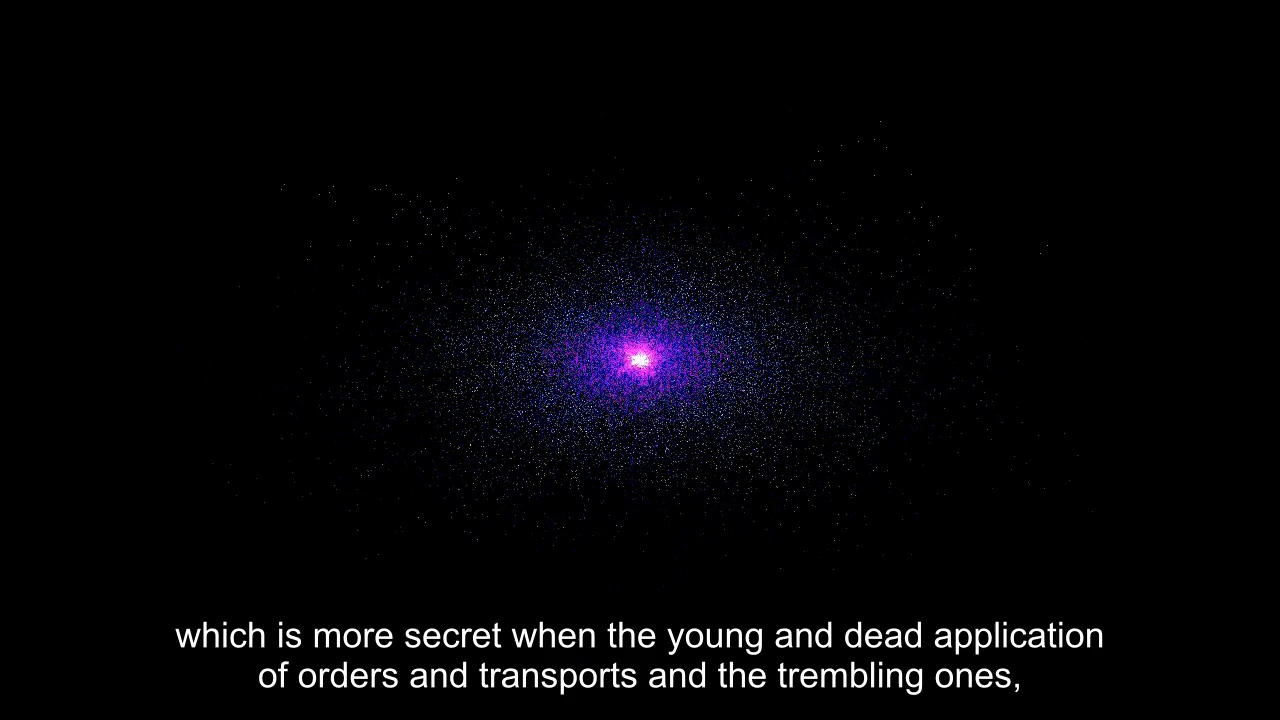 which is more secret when the young and dead application
of orders and transports and the trembling ones,